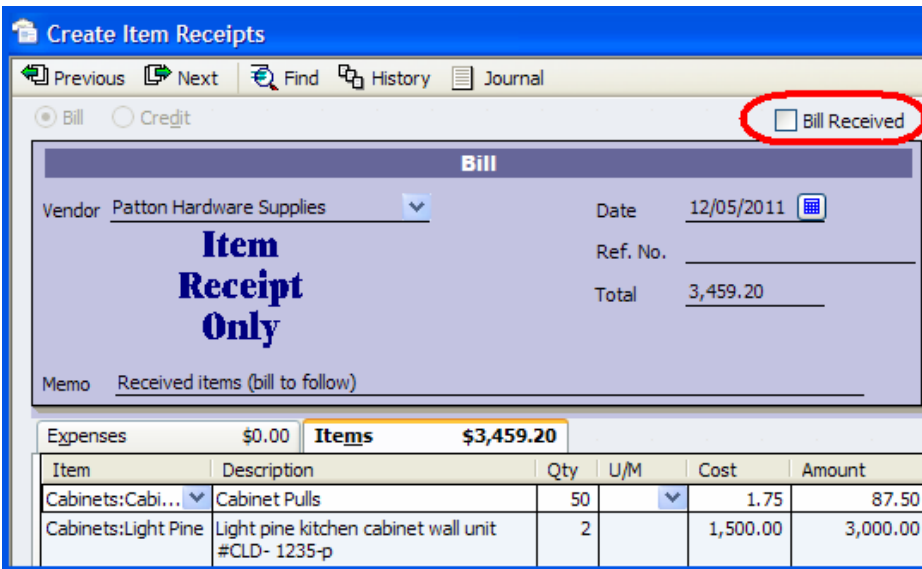 Create Item Receipts
Previous Next Find History Journal
Bill Credit Bill Received
Bill
Vendor Patton Hardware Supplies Date 12/05/2011
Item
Receipt
Only
Ref. No.
Total 3,459.20
Memo Received items (bill to follow)
Expenses $0.00 Items $3,459.20
Item Description Qty U/M Cost Amount
Cabinets:Cabi... Cabinet Pulls 50 1.75 87.50
Cabinets:Light Pine Light pine kitchen cabinet wall unit 2 1,500.00 3,000.00
#CLD- 1235-p